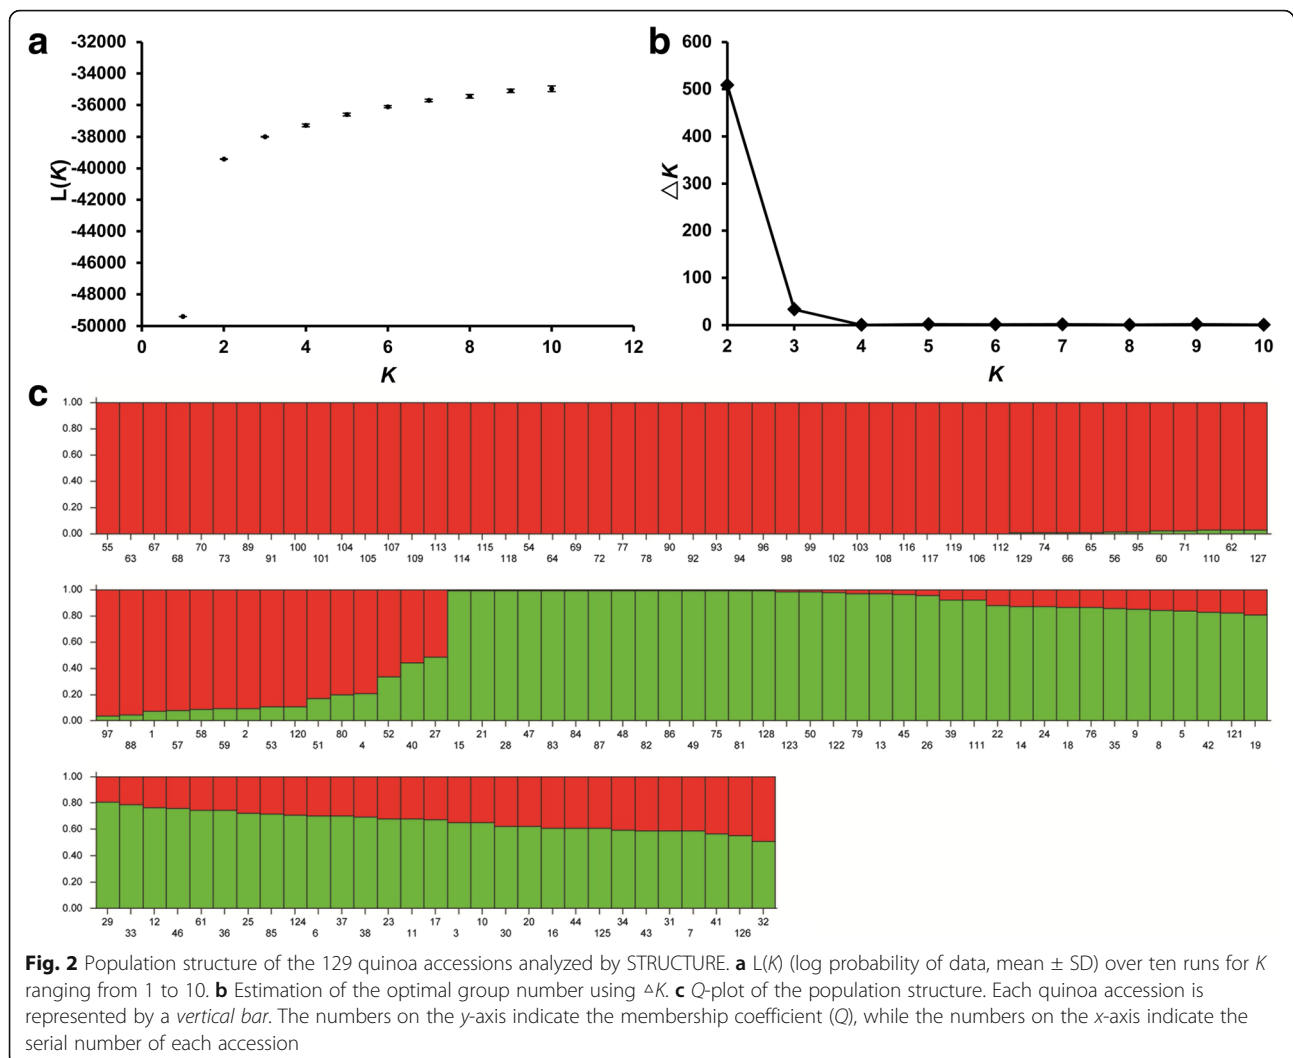 a
-32000
-34000
-36000
-38000
-40000
-42000
-44000
-46000
-48000
-50000
L(K)
0 2 4 6 8 10 12
K
b
600
500
400
300
200
100
0
△K
2 3 4 5 6 7 8 9 10
K
c
1.00
0.80
0.60
0.40
0.20
0.00
55 67 70 89 100 104 107 113 115 54 69 77 90 93 96 99 103 116 119 112 74 65 95 71 62
63 68 73 91 101 105 109 114 118 64 72 78 92 94 98 102 108 117 106 129 66 56 60 110 127
1.00
0.80
0.60
0.40
0.20
0.00
97 1 58 2 120 80 52 27 21 47 84 48 86 75 128 50 79 45 39 22 24 76 9 5 121
88 57 59 53 51 4 40 15 28 83 87 82 49 81 123 122 13 26 111 14 18 35 8 42 19
1.00
0.80
0.60
0.40
0.20
0.00
29 12 61 25 124 37 23 17 10 20 44 34 31 41 32
33 46 36 85 6 38 11 3 30 16 125 43 7 126
Fig. 2 Population structure of the 129 quinoa accessions analyzed by STRUCTURE. a L(K) (log probability of data, mean ± SD) over ten runs for K
ranging from 1 to 10. b Estimation of the optimal group number using △K. c Q-plot of the population structure. Each quinoa accession is
represented by a vertical bar. The numbers on the y-axis indicate the membership coefficient (Q), while the numbers on the x-axis indicate the
serial number of each accession